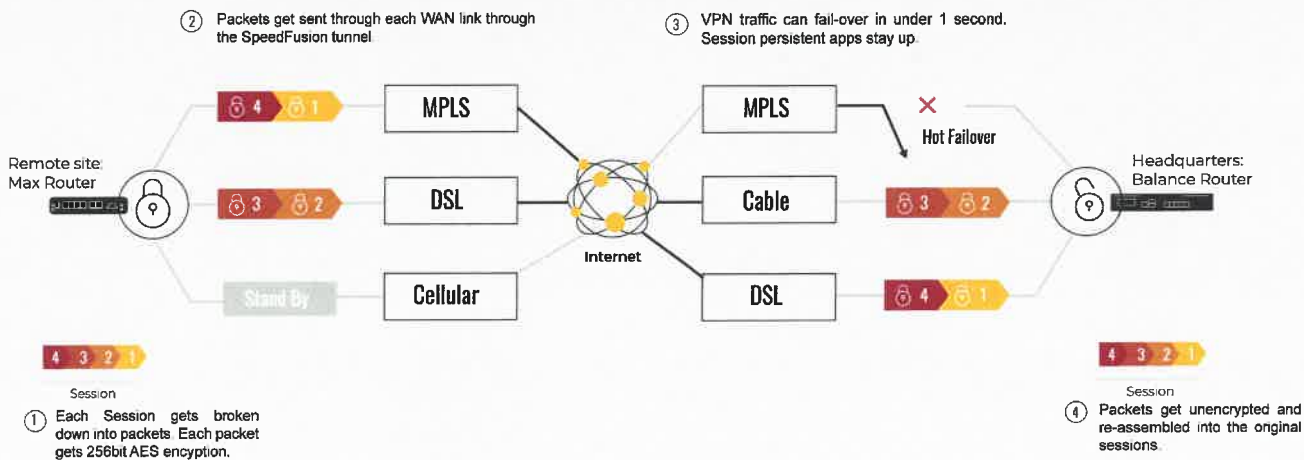 ② Packets get sent through each WAN link through
the SpeedFusion tunnel.
③ VPN traffic can fail-over in under 1 second.
Session persistent apps stay up.
4 1
MPLS
MPLS
Hot Failover
Remote site:
Max Router
3 2
DSL
Internet
Cable
3 2
Headquarters:
Balance Router
Stand By
Cellular
DSL
4 1
4 3 2 1
Session
① Each Session gets broken
down into packets. Each packet
gets 256bit AES encyption.
4 3 2 1
Session
④ Packets get unencrypted and
re-assembled into the original
sessions.